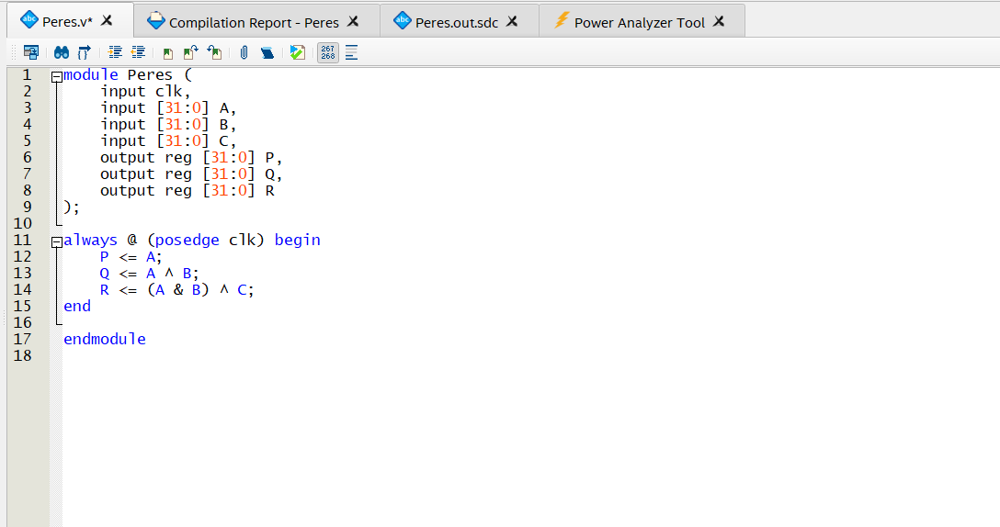 Peres.v* Compilation Report - Peres Peres.out.sdc Power Analyzer Tool
267
268
1 module Peres (
2 input clk,
3 input [31:0] A,
4 input [31:0] B,
5 input [31:0] C,
6 output reg [31:0] P,
7 output reg [31:0] Q,
8 output reg [31:0] R
9 );
10
11 always @ (posedge clk) begin
12 P <= A;
13 Q <= A ^ B;
14 R <= (A & B) ^ C;
15 end
16
17 endmodule
18